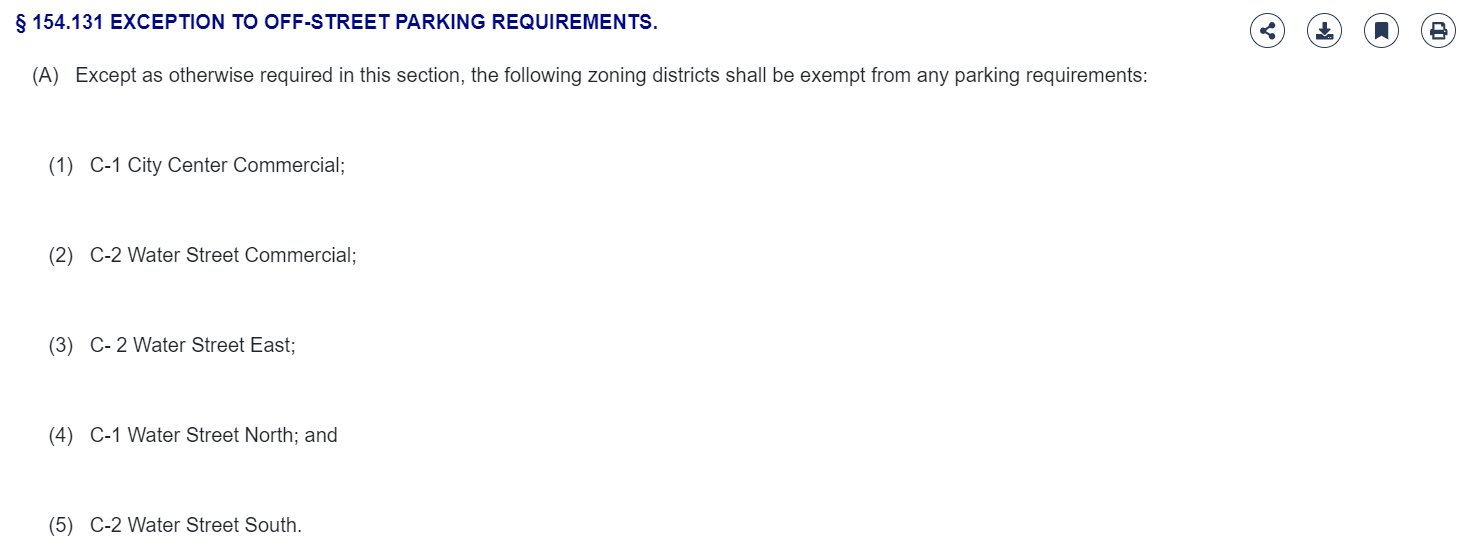 § 154.131 EXCEPTION TO OFF-STREET PARKING REQUIREMENTS.
(A) Except as otherwise required in this section, the following zoning districts shall be exempt from any parking requirements:
(1) C-1 City Center Commercial;
(2) C-2 Water Street Commercial;
(3) C- 2 Water Street East;
(4) C-1 Water Street North; and
(5) C-2 Water Street South.